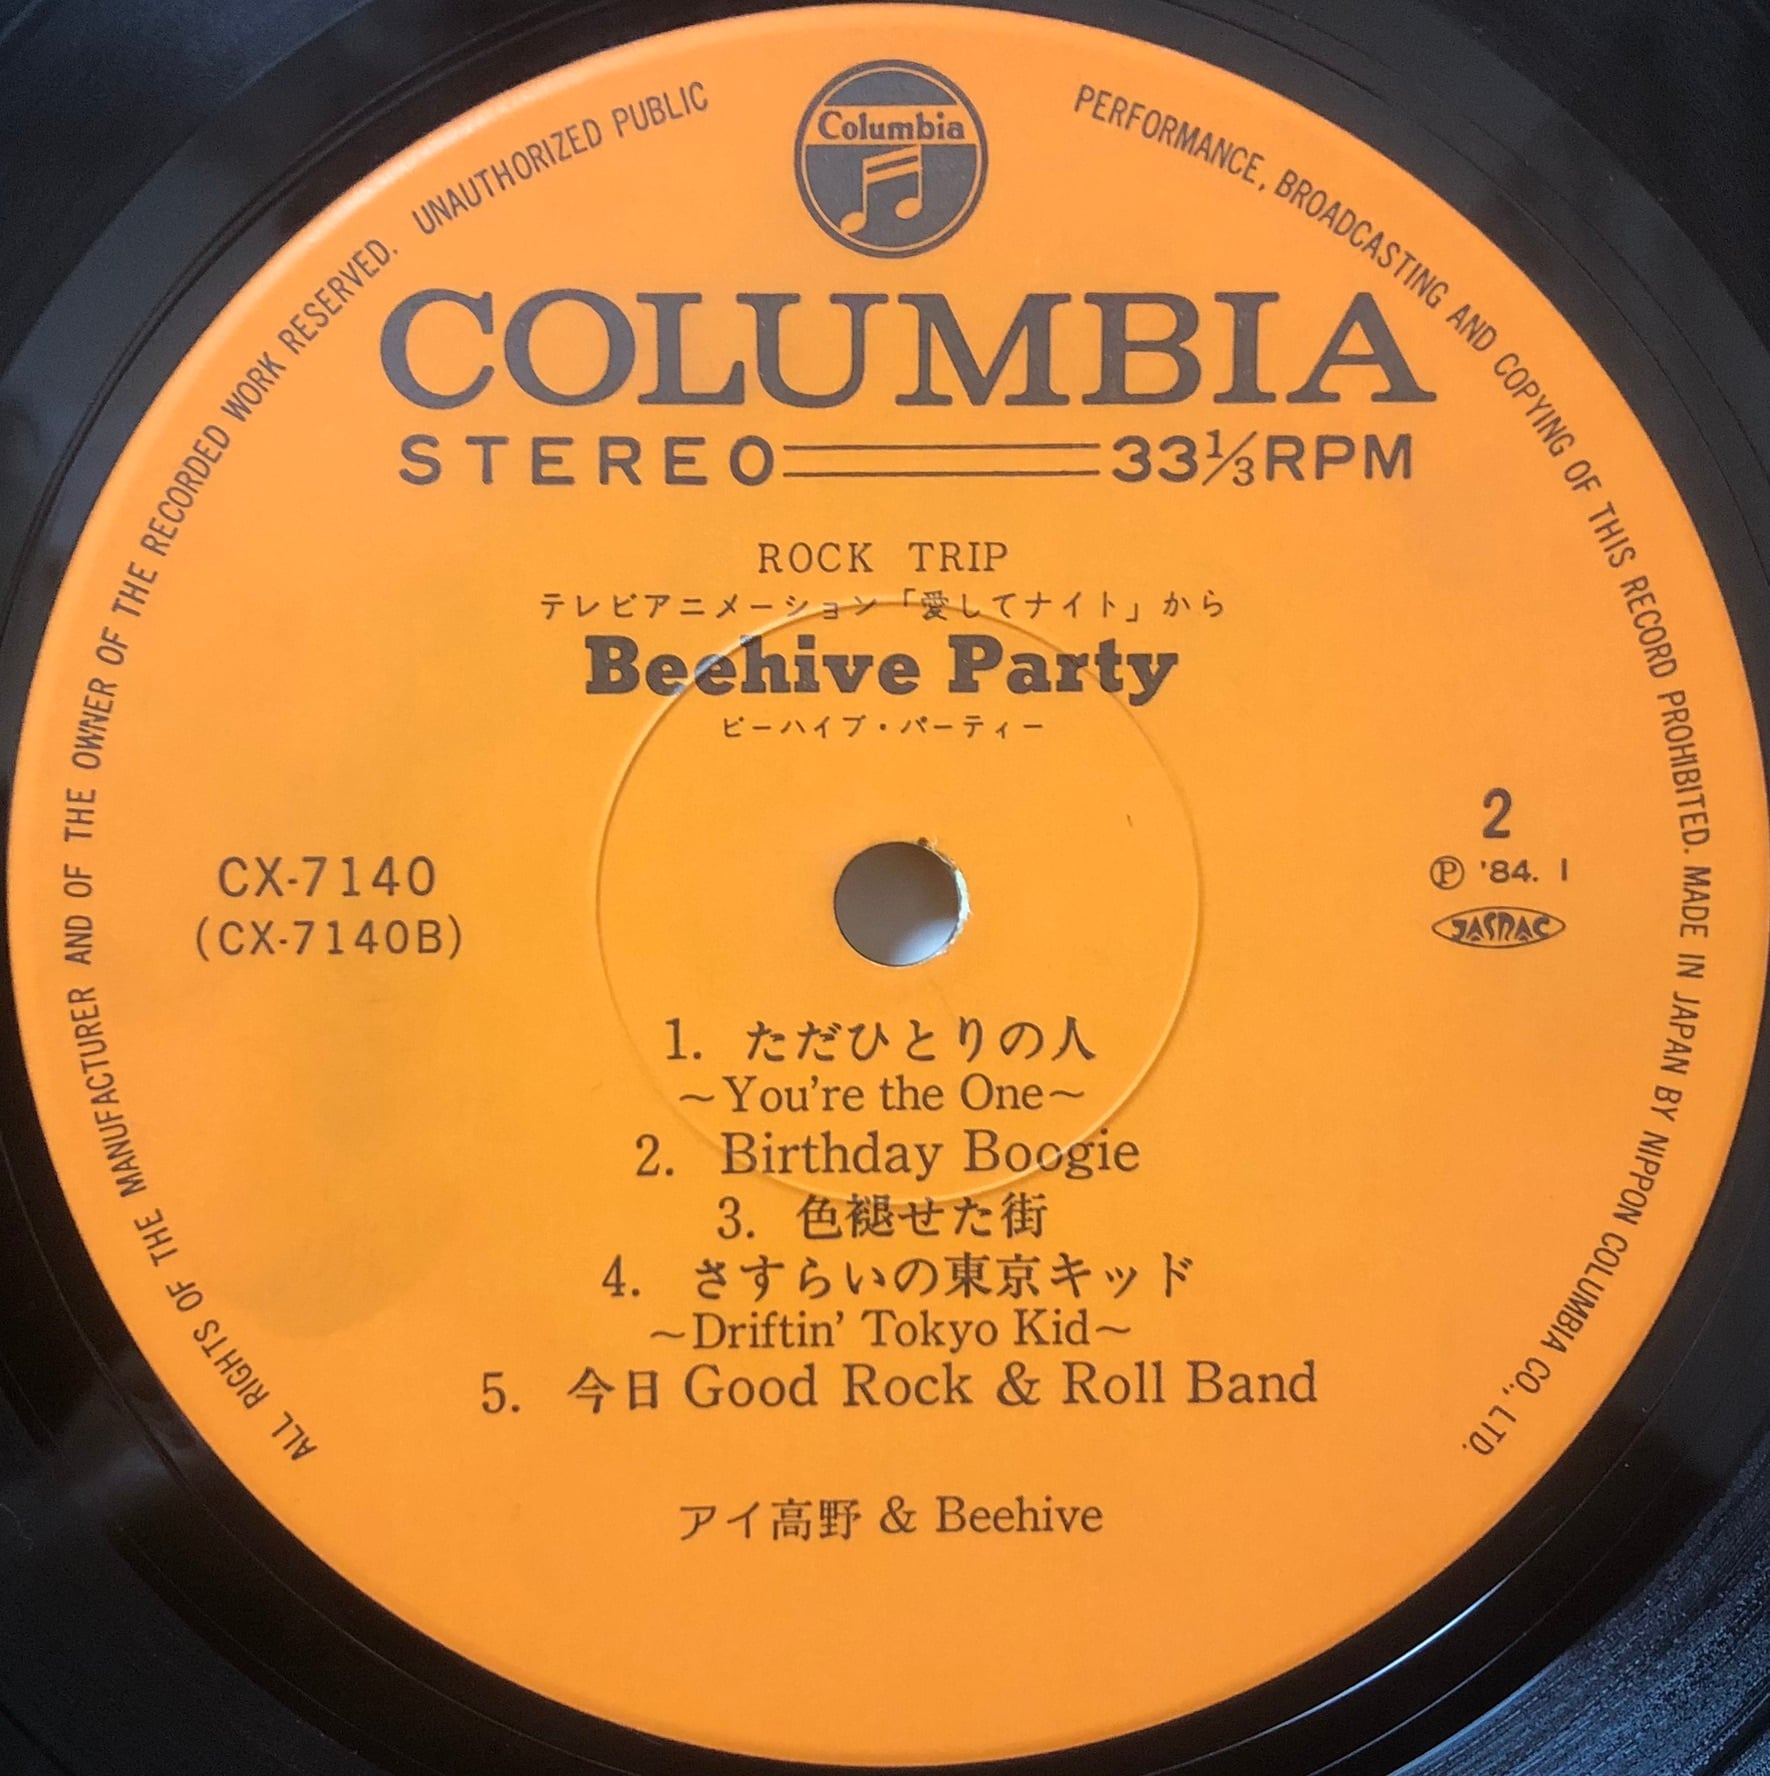 Columbia
ALL RIGHTS OF THE MANUFACTURER AND OF THE OWNER OF THE RECORDED WORK RESERVED. UNAUTHORIZED PUBLIC PERFORMANCE, BROADCASTING AND COPYING OF THIS RECORD PROHIBITED. MADE IN JAPAN BY NIPPON COLUMBIA CO., LTD.
COLUMBIA
STEREO 33⅓RPM
ROCK TRIP
テレビアニメーション「愛してナイト」から
Beehive Party
ビーハイブ・パーティー
CX-7140
(CX-7140B)
2
Ⓟ '84. 1
JASRAC
1. ただひとりの人
～You're the One～
2. Birthday Boogie
3. 色褪せた街
4. さすらいの東京キッド
～Driftin' Tokyo Kid～
5. 今日 Good Rock & Roll Band
アイ高野 & Beehive